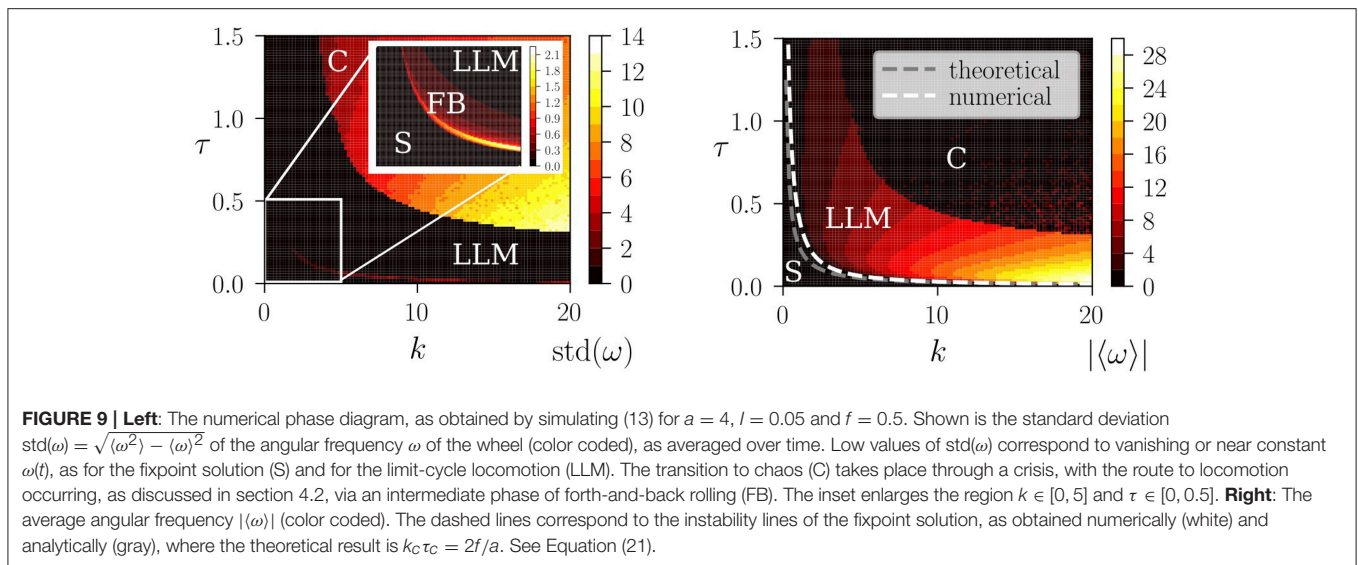 1.5
1.0
0.5
0.0
τ
0
10
20
k
std(ω)
C
LLM
FB
S
LLM
2.1
1.8
1.5
1.2
0.9
0.6
0.3
0.0
14
12
10
8
6
4
2
0
1.5
1.0
0.5
0.0
τ
theoretical
numerical
C
LLM
S
0
10
20
k
|⟨ω⟩|
28
24
20
16
12
8
4
0
FIGURE 9 | Left: The numerical phase diagram, as obtained by simulating (13) for a = 4, I = 0.05 and f = 0.5. Shown is the standard deviation
std(ω) = √⟨ω²⟩ − ⟨ω⟩² of the angular frequency ω of the wheel (color coded), as averaged over time. Low values of std(ω) correspond to vanishing or near constant
ω(t), as for the fixpoint solution (S) and for the limit-cycle locomotion (LLM). The transition to chaos (C) takes place through a crisis, with the route to locomotion
occurring, as discussed in section 4.2, via an intermediate phase of forth-and-back rolling (FB). The inset enlarges the region k ∈ [0, 5] and τ ∈ [0, 0.5]. Right: The
average angular frequency |⟨ω⟩| (color coded). The dashed lines correspond to the instability lines of the fixpoint solution, as obtained numerically (white) and
analytically (gray), where the theoretical result is k_Cτ_C = 2f/a. See Equation (21).